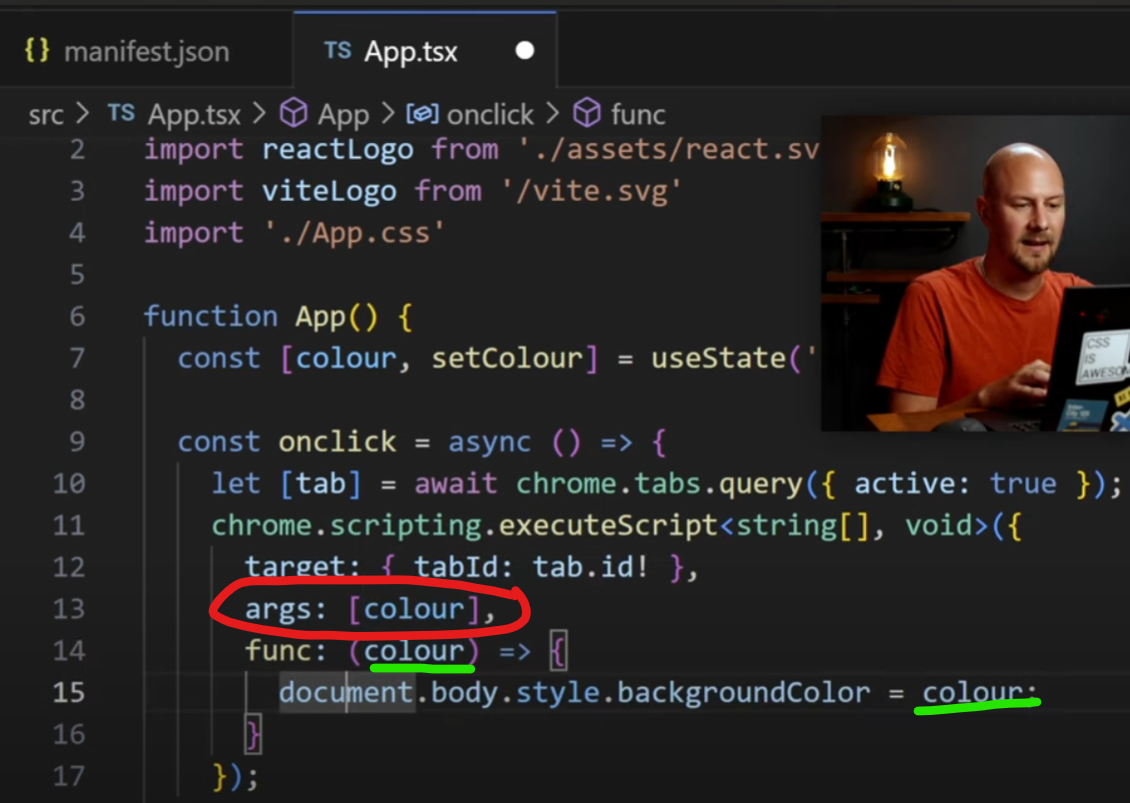 {} manifest.json
TS App.tsx
src > TS App.tsx > App > onclick > func
2 import reactLogo from './assets/react.sv
3 import viteLogo from '/vite.svg'
4 import './App.css'
5
6 function App() {
7 const [colour, setColour] = useState('
8
9 const onclick = async () => {
10 let [tab] = await chrome.tabs.query({ active: true });
11 chrome.scripting.executeScript<string[], void>({
12 target: { tabId: tab.id! },
13 args: [colour],
14 func: (colour) => {
15 document.body.style.backgroundColor = colour;
16 }
17 });
CSS
IS
AWESOM